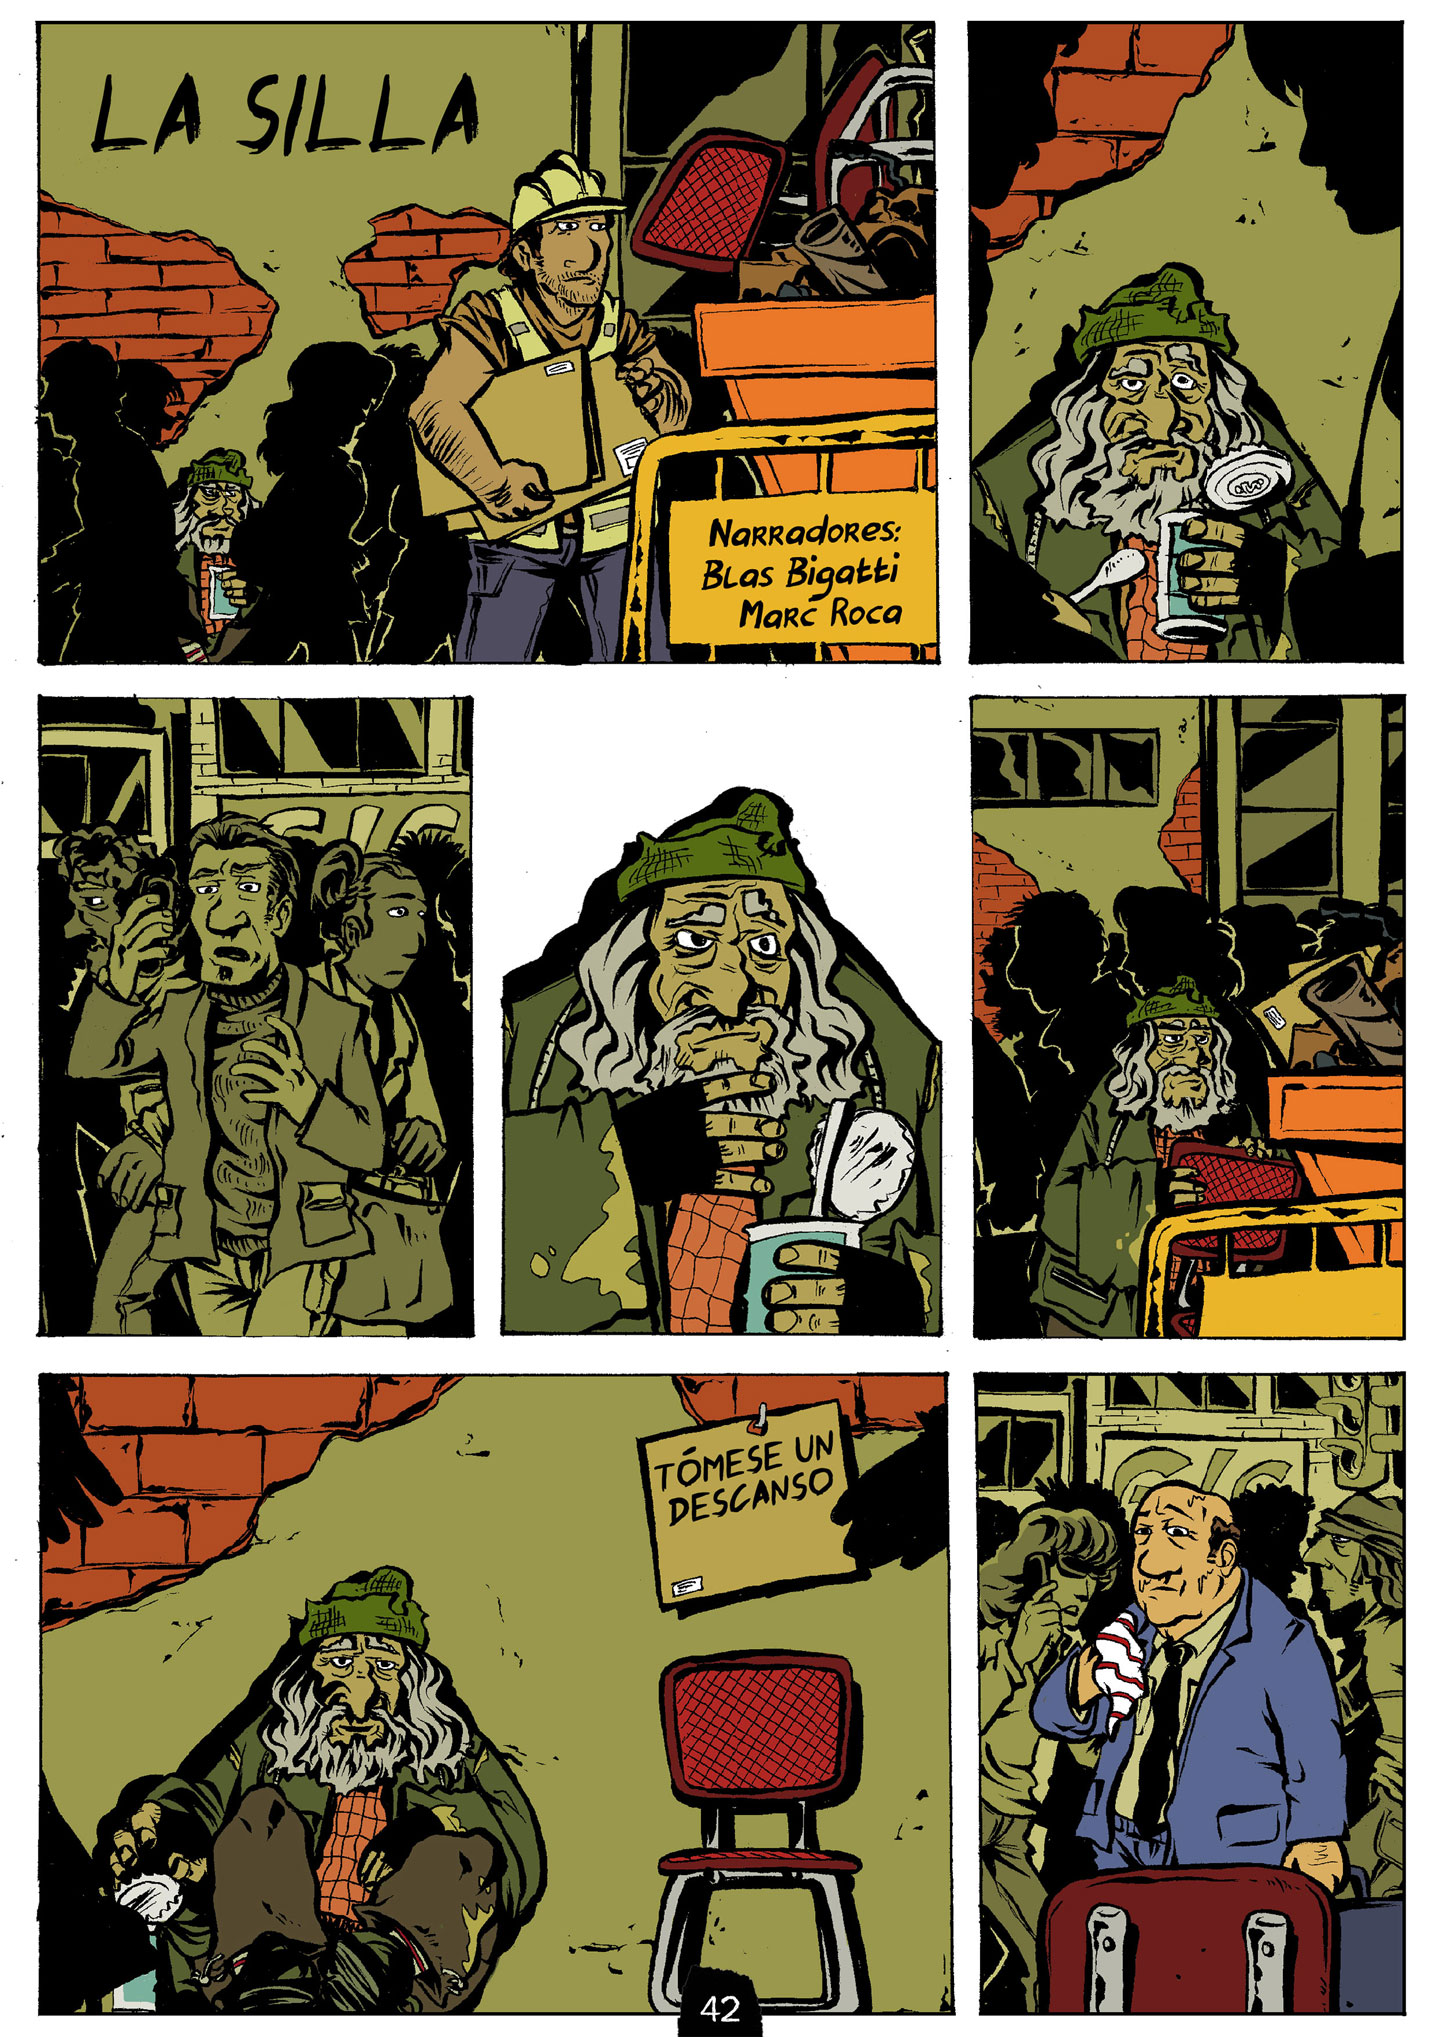 LA SILLA
Narradores:
Blas Bigatti
Marc Roca
TÓMESE UN
DESCANSO
42